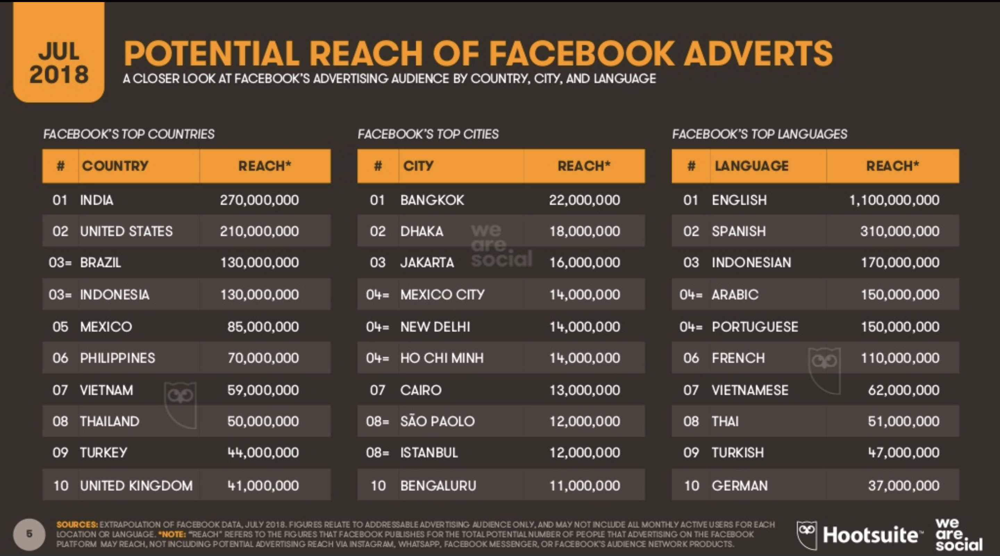 JUL
2018
POTENTIAL REACH OF FACEBOOK ADVERTS
A CLOSER LOOK AT FACEBOOK'S ADVERTISING AUDIENCE BY COUNTRY, CITY, AND LANGUAGE
FACEBOOK'S TOP COUNTRIES
# COUNTRY REACH*
01 INDIA 270,000,000
02 UNITED STATES 210,000,000
03= BRAZIL 130,000,000
03= INDONESIA 130,000,000
05 MEXICO 85,000,000
06 PHILIPPINES 70,000,000
07 VIETNAM 59,000,000
08 THAILAND 50,000,000
09 TURKEY 44,000,000
10 UNITED KINGDOM 41,000,000
FACEBOOK'S TOP CITIES
# CITY REACH*
01 BANGKOK 22,000,000
02 DHAKA 18,000,000
03 JAKARTA 16,000,000
04= MEXICO CITY 14,000,000
04= NEW DELHI 14,000,000
04= HO CHI MINH 14,000,000
07 CAIRO 13,000,000
08= SÃO PAOLO 12,000,000
08= ISTANBUL 12,000,000
10 BENGALURU 11,000,000
we
are
social
FACEBOOK'S TOP LANGUAGES
# LANGUAGE REACH*
01 ENGLISH 1,100,000,000
02 SPANISH 310,000,000
03 INDONESIAN 170,000,000
04= ARABIC 150,000,000
04= PORTUGUESE 150,000,000
06 FRENCH 110,000,000
07 VIETNAMESE 62,000,000
08 THAI 51,000,000
09 TURKISH 47,000,000
10 GERMAN 37,000,000
5
SOURCES: EXTRAPOLATION OF FACEBOOK DATA, JULY 2018. FIGURES RELATE TO ADDRESSABLE ADVERTISING AUDIENCE ONLY, AND MAY NOT INCLUDE ALL MONTHLY ACTIVE USERS FOR EACH
LOCATION OR LANGUAGE. *NOTE: "REACH" REFERS TO THE FIGURES THAT FACEBOOK PUBLISHES FOR THE TOTAL POTENTIAL NUMBER OF PEOPLE THAT ADVERTISING ON THE FACEBOOK
PLATFORM MAY REACH, NOT INCLUDING POTENTIAL ADVERTISING REACH VIA INSTAGRAM, WHATSAPP, FACEBOOK MESSENGER, OR FACEBOOK'S AUDIENCE NETWORK PRODUCTS.
Hootsuite™
we
are.
social